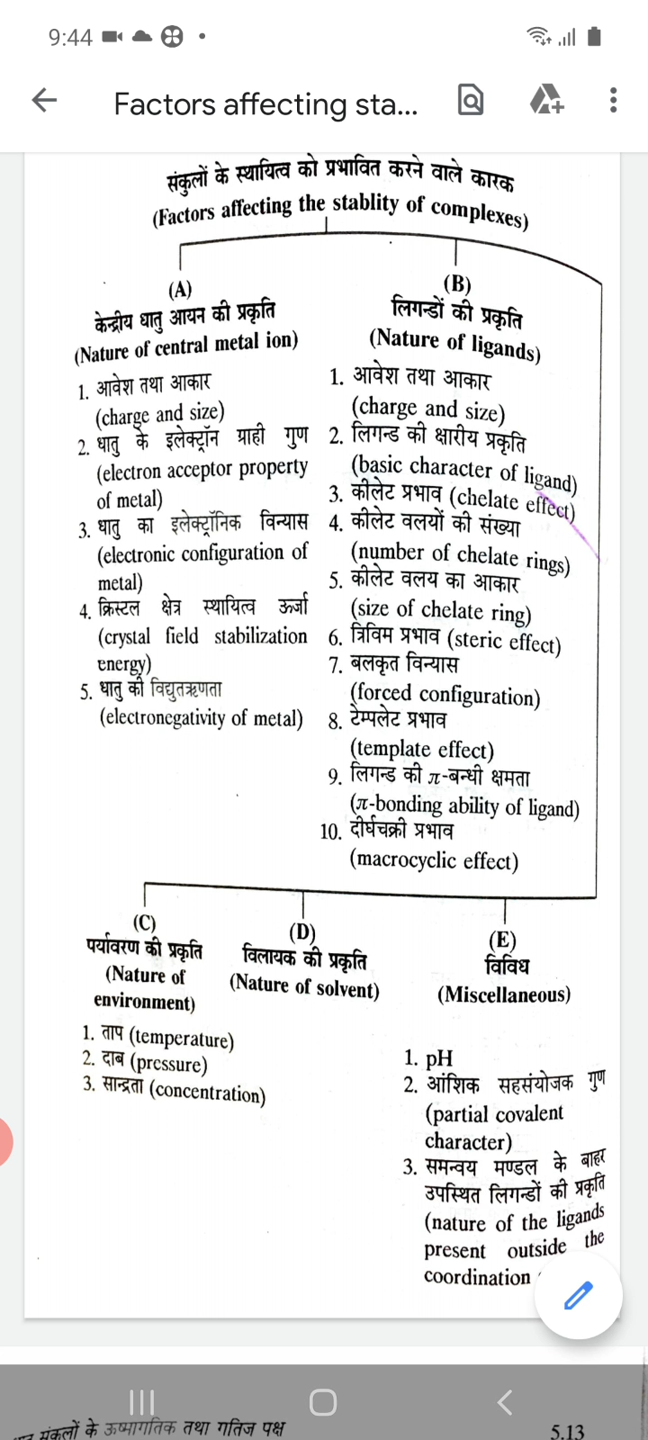 9:44
Factors affecting sta...
संकुलों के स्थायित्व को प्रभावित करने वाले कारक
(Factors affecting the stablity of complexes)
(A)
केन्द्रीय धातु आयन की प्रकृति
(Nature of central metal ion)
1. आवेश तथा आकार
(charge and size)
2. धातु के इलेक्ट्रॉन ग्राही गुण
(electron acceptor property
of metal)
3. धातु का इलेक्ट्रॉनिक विन्यास
(electronic configuration of
metal)
4. क्रिस्टल क्षेत्र स्थायित्व ऊर्जा
(crystal field stabilization
energy)
5. धातु की विद्युतऋणता
(electronegativity of metal)
(B)
लिगन्डों की प्रकृति
(Nature of ligands)
1. आवेश तथा आकार
(charge and size)
2. लिगन्ड की क्षारीय प्रकृति
(basic character of ligand)
3. कीलेट प्रभाव (chelate effect)
4. कीलेट वलयों की संख्या
(number of chelate rings)
5. कीलेट वलय का आकार
(size of chelate ring)
6. त्रिविम प्रभाव (steric effect)
7. बलकृत विन्यास
(forced configuration)
8. टेम्पलेट प्रभाव
(template effect)
9. लिगन्ड की π-बन्धी क्षमता
(π-bonding ability of ligand)
10. दीर्घचक्री प्रभाव
(macrocyclic effect)
(C)
पर्यावरण की प्रकृति
(Nature of
environment)
1. ताप (temperature)
2. दाब (pressure)
3. सान्द्रता (concentration)
(D)
विलायक की प्रकृति
(Nature of solvent)
(E)
विविध
(Miscellaneous)
1. pH
2. आंशिक सहसंयोजक गुण
(partial covalent
character)
3. समन्वय मण्डल के बाहर
उपस्थित लिगन्डों की प्रकृति
(nature of the ligands
present outside the
coordination
संकुलों के ऊष्मागतिक तथा गतिज पक्ष
5.13